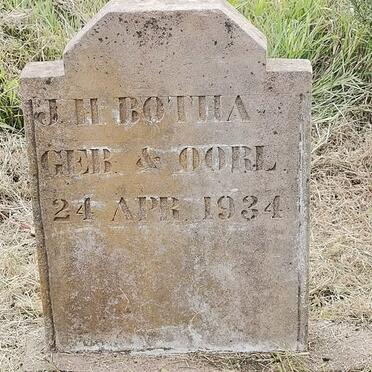 J.H BOTHA
GEB & OORL
24 APR 1934